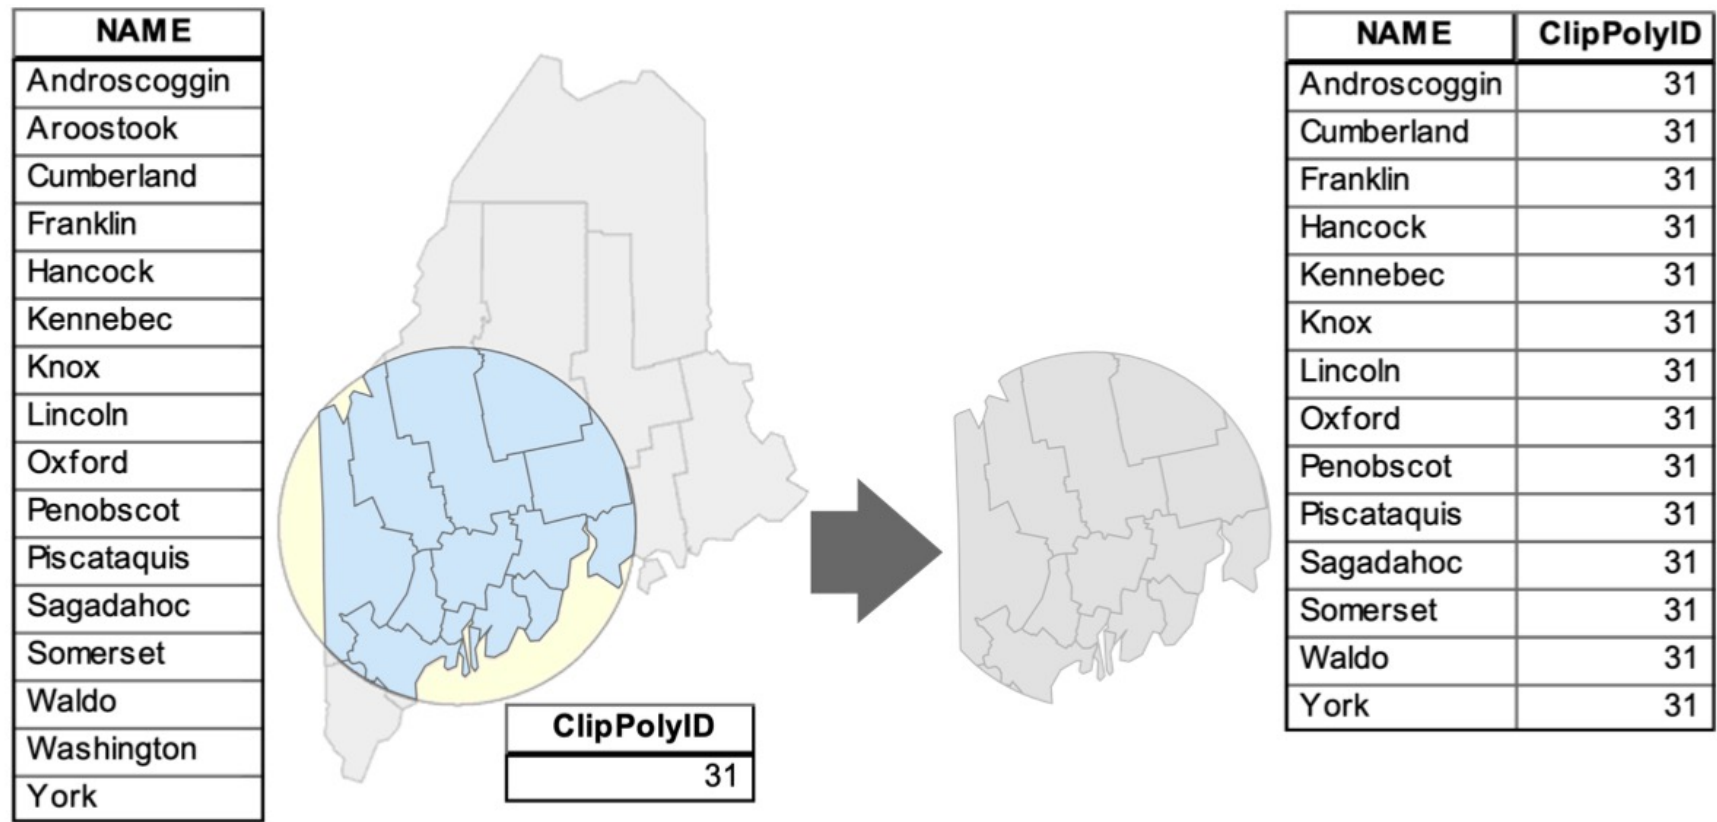 NAME
Androscoggin
Aroostook
Cumberland
Franklin
Hancock
Kennebec
Knox
Lincoln
Oxford
Penobscot
Piscataquis
Sagadahoc
Somerset
Waldo
Washington
York
ClipPolyID
31
NAME ClipPolyID
Androscoggin 31
Cumberland 31
Franklin 31
Hancock 31
Kennebec 31
Knox 31
Lincoln 31
Oxford 31
Penobscot 31
Piscataquis 31
Sagadahoc 31
Somerset 31
Waldo 31
York 31